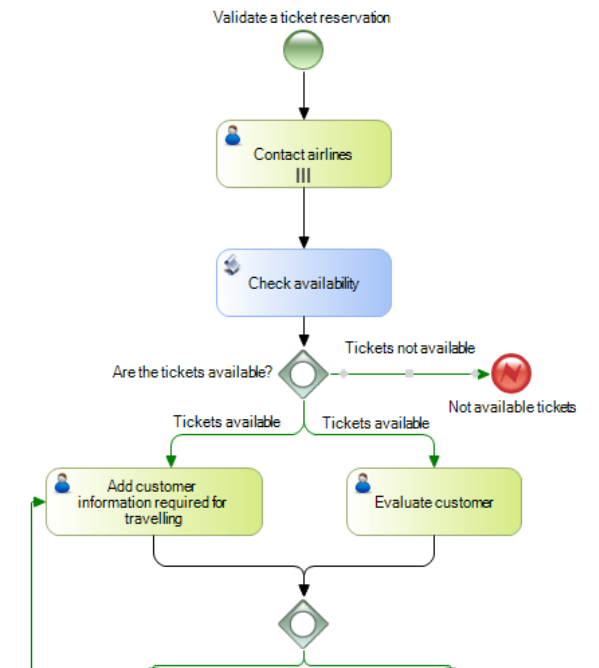 Validate a ticket reservation
Contact airlines
Check availability
Are the tickets available?
Tickets not available
Not available tickets
Tickets available
Tickets available
Add customer
information required for
travelling
Evaluate customer